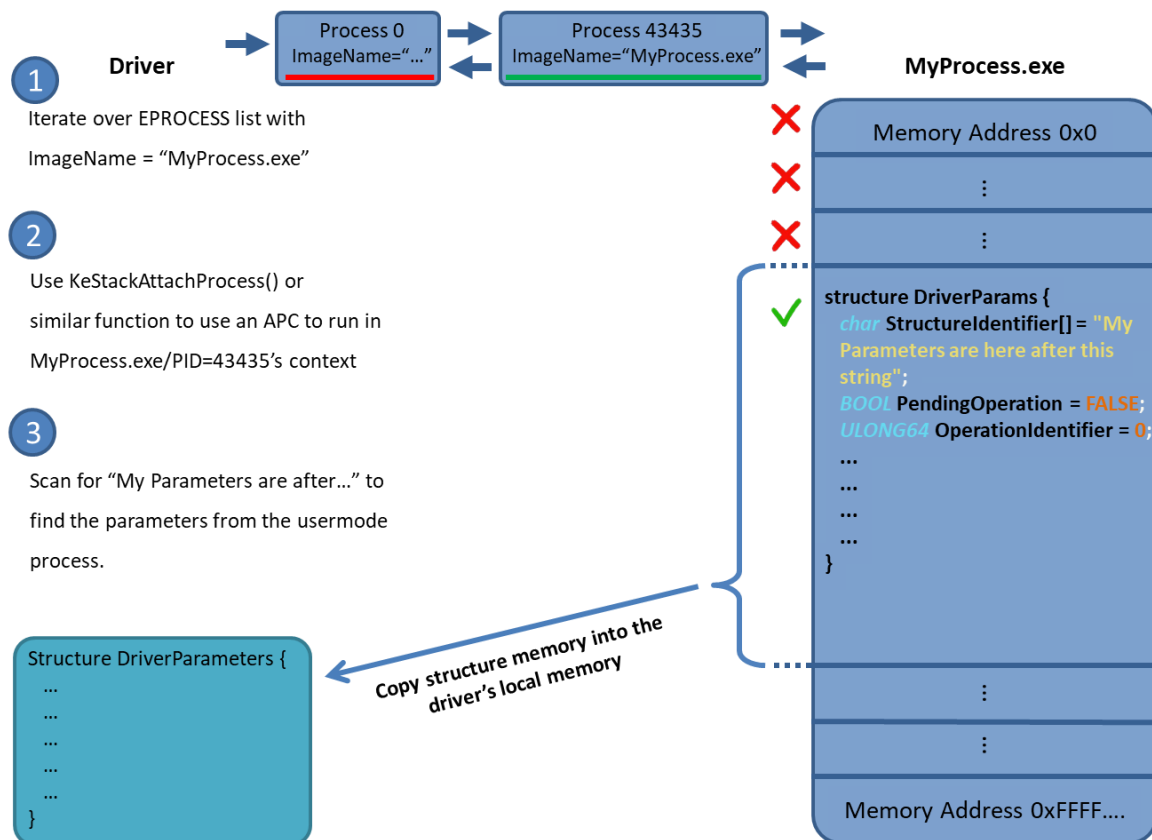 Process 0
ImageName=“...”
Process 43435
ImageName=“MyProcess.exe”
Driver
MyProcess.exe
1
Iterate over EPROCESS list with
ImageName = “MyProcess.exe”
2
Use KeStackAttachProcess() or
similar function to use an APC to run in
MyProcess.exe/PID=43435’s context
3
Scan for “My Parameters are after...” to
find the parameters from the usermode
process.
Structure DriverParameters {
...
...
...
...
...
}
Copy structure memory into the
driver’s local memory
Memory Address 0x0
...
...
structure DriverParams {
char StructureIdentifier[] = "My
Parameters are here after this
string";
BOOL PendingOperation = FALSE;
ULONG64 OperationIdentifier = 0;
...
...
...
...
}
...
...
Memory Address 0xFFFF....